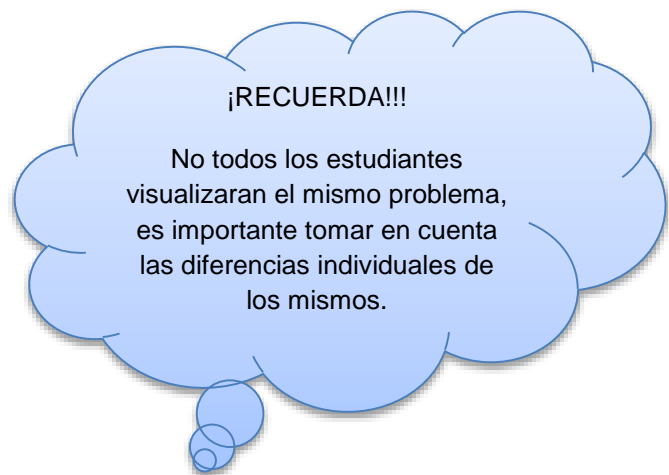 ¡RECUERDA!!!
No todos los estudiantes
visualizaran el mismo problema,
es importante tomar en cuenta
las diferencias individuales de
los mismos.